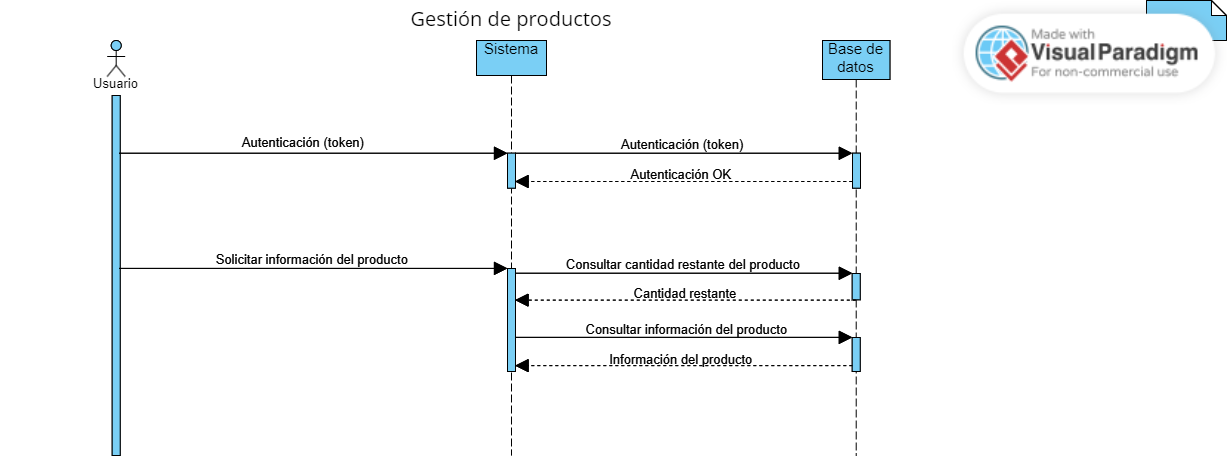 Gestión de productos
Made with
Visual Paradigm
For non-commercial use
Usuario
Sistema
Base de
datos
Autenticación (token)
Autenticación (token)
Autenticación OK
Solicitar información del producto
Consultar cantidad restante del producto
Cantidad restante
Consultar información del producto
Información del producto